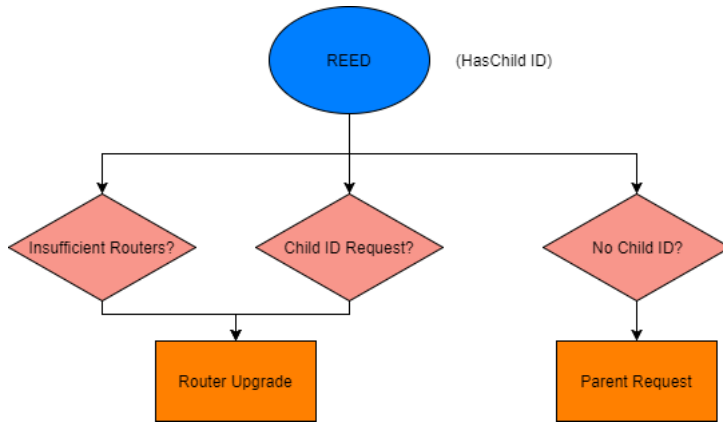 REED
(HasChild ID)
Insufficient Routers?
Child ID Request?
No Child ID?
Router Upgrade
Parent Request